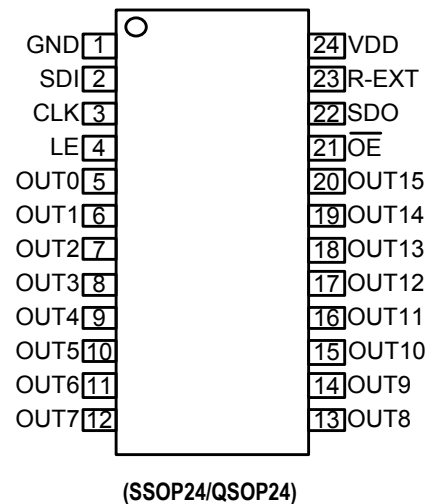 GND 1 24 VDD
SDI 2 23 R-EXT
CLK 3 22 SDO
LE 4 21 OE
OUT0 5 20 OUT15
OUT1 6 19 OUT14
OUT2 7 18 OUT13
OUT3 8 17 OUT12
OUT4 9 16 OUT11
OUT5 10 15 OUT10
OUT6 11 14 OUT9
OUT7 12 13 OUT8
(SSOP24/QSOP24)